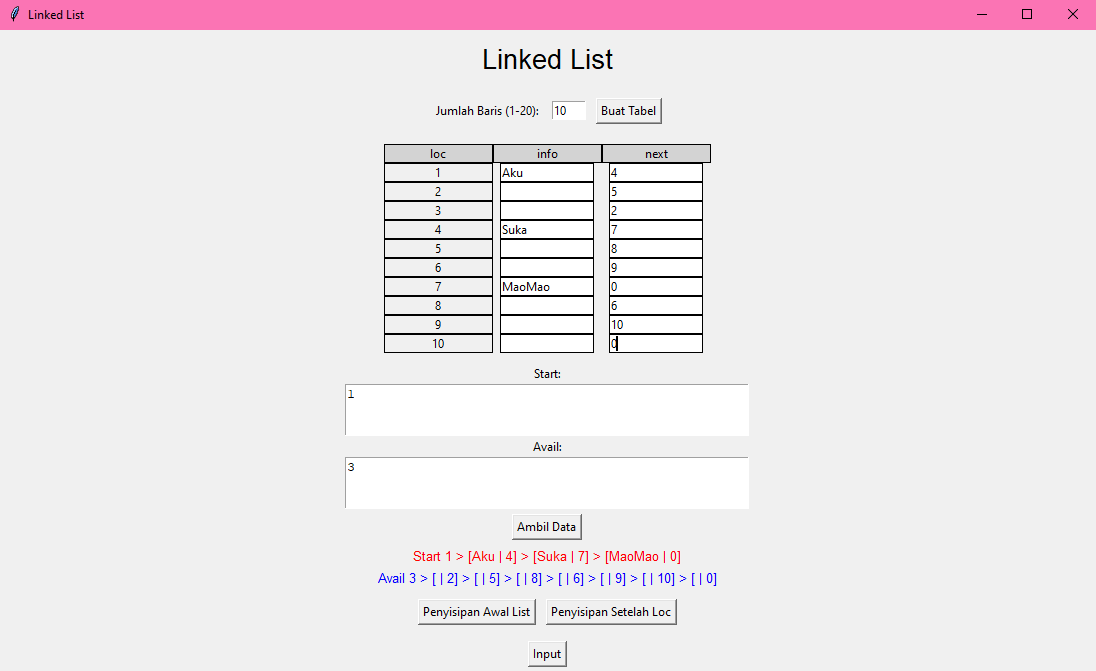 Linked List
Linked List
Jumlah Baris (1-20): 10 Buat Tabel
loc info next
1 Aku 4
2 5
3 2
4 Suka 7
5 8
6 9
7 MaoMao 0
8 6
9 10
10 0
Start:
1
Avail:
3
Ambil Data
Start 1 > [Aku | 4] > [Suka | 7] > [MaoMao | 0]
Avail 3 > [ | 2] > [ | 5] > [ | 8] > [ | 6] > [ | 9] > [ | 10] > [ | 0]
Penyisipan Awal List Penyisipan Setelah Loc
Input